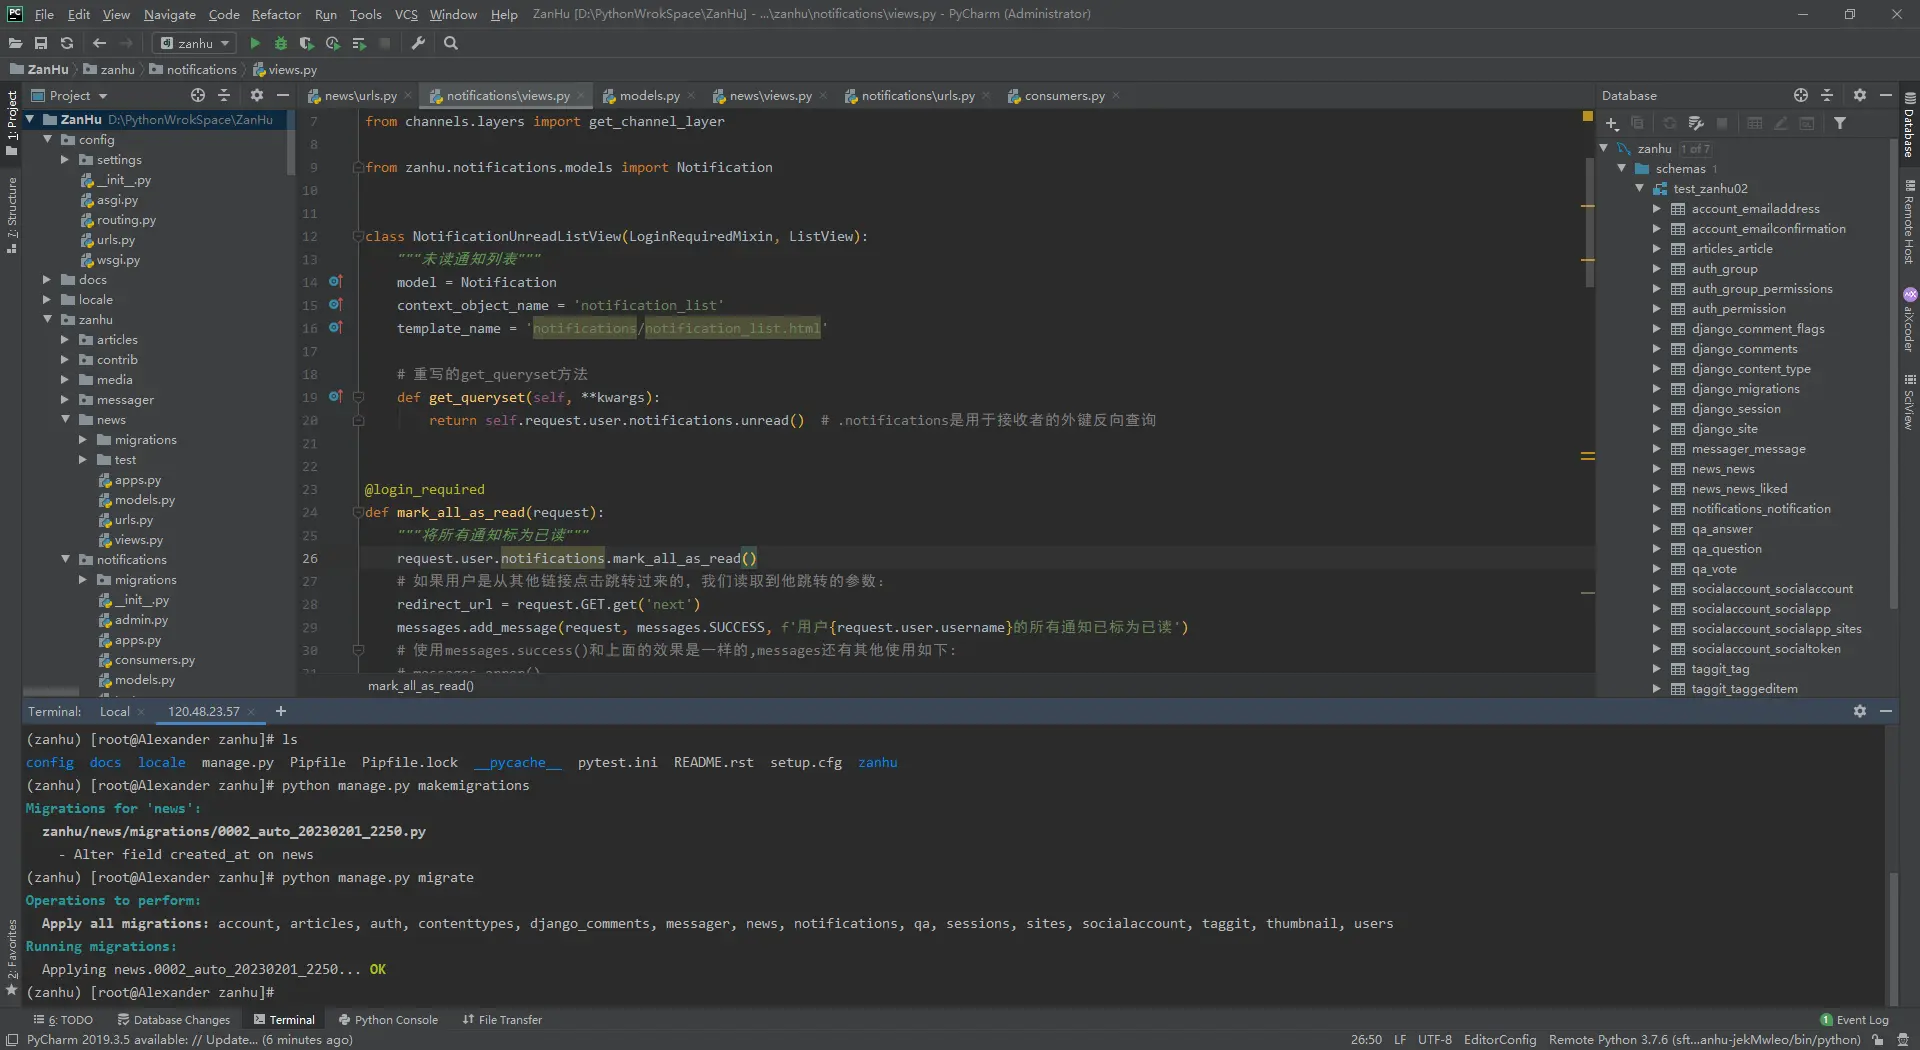 File Edit View Navigate Code Refactor Run Tools VCS Window Help ZanHu [D:\PythonWrokSpace\ZanHu] - ...\zanhu\notifications\views.py - PyCharm (Administrator)
zanhu
ZanHu zanhu notifications views.py
1: Project
7: Structure
2: Favorites
Project
ZanHu D:\PythonWrokSpace\ZanHu
config
settings
__init__.py
asgi.py
routing.py
urls.py
wsgi.py
docs
locale
zanhu
articles
contrib
media
messager
news
migrations
test
apps.py
models.py
urls.py
views.py
notifications
migrations
__init__.py
admin.py
apps.py
consumers.py
models.py
news\urls.py notifications\views.py models.py news\views.py notifications\urls.py consumers.py
7 from channels.layers import get_channel_layer
8
9 from zanhu.notifications.models import Notification
10
11
12 class NotificationUnreadListView(LoginRequiredMixin, ListView):
13 """未读通知列表"""
14 model = Notification
15 context_object_name = 'notification_list'
16 template_name = 'notifications/notification_list.html'
17
18 # 重写的get_queryset方法
19 def get_queryset(self, **kwargs):
20 return self.request.user.notifications.unread() # .notifications是用于接收者的外键反向查询
21
22
23 @login_required
24 def mark_all_as_read(request):
25 """将所有通知标为已读"""
26 request.user.notifications.mark_all_as_read()
27 # 如果用户是从其他链接点击跳转过来的，我们读取到他跳转的参数：
28 redirect_url = request.GET.get('next')
29 messages.add_message(request, messages.SUCCESS, f'用户{request.user.username}的所有通知已标为已读')
30 # 使用messages.success()和上面的效果是一样的,messages还有其他使用如下：
31 # messages.error()
mark_all_as_read()
Database
zanhu 1 of 7
schemas 1
test_zanhu02
account_emailaddress
account_emailconfirmation
articles_article
auth_group
auth_group_permissions
auth_permission
django_comment_flags
django_comments
django_content_type
django_migrations
django_session
django_site
messager_message
news_news
news_news_liked
notifications_notification
qa_answer
qa_question
qa_vote
socialaccount_socialaccount
socialaccount_socialapp
socialaccount_socialapp_sites
socialaccount_socialtoken
taggit_tag
taggit_taggeditem
Database
Remote Host
aiXcoder
SciView
Terminal: Local 120.48.23.57 +
(zanhu) [root@Alexander zanhu]# ls
config docs locale manage.py Pipfile Pipfile.lock __pycache__ pytest.ini README.rst setup.cfg zanhu
(zanhu) [root@Alexander zanhu]# python manage.py makemigrations
Migrations for 'news':
zanhu/news/migrations/0002_auto_20230201_2250.py
- Alter field created_at on news
(zanhu) [root@Alexander zanhu]# python manage.py migrate
Operations to perform:
Apply all migrations: account, articles, auth, contenttypes, django_comments, messager, news, notifications, qa, sessions, sites, socialaccount, taggit, thumbnail, users
Running migrations:
Applying news.0002_auto_20230201_2250... OK
(zanhu) [root@Alexander zanhu]#
6: TODO Database Changes Terminal Python Console File Transfer 1 Event Log
PyCharm 2019.3.5 available: // Update... (6 minutes ago) 26:50 LF UTF-8 EditorConfig Remote Python 3.7.6 (sft...anhu-jekMwleo/bin/python)